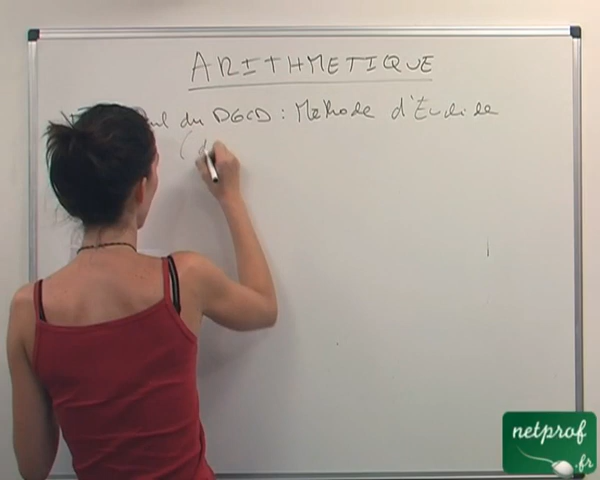 ARITHMETIQUE
du PGCD : Méthode d'Euclide
(
netprof
.fr